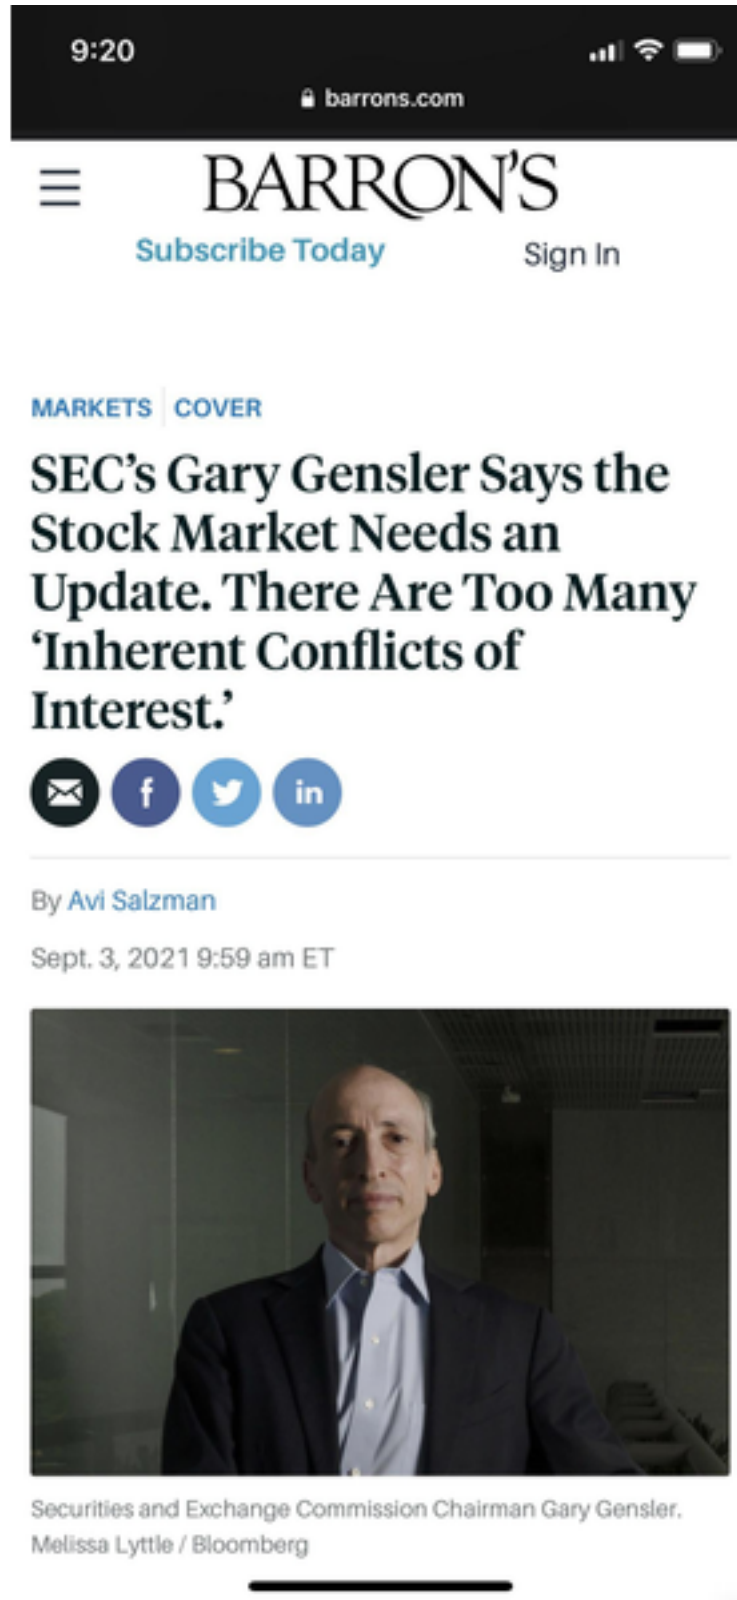 9:20
barrons.com
BARRON'S
Subscribe Today
Sign In
MARKETS
COVER
SEC's Gary Gensler Says the
Stock Market Needs an
Update. There Are Too Many
‘Inherent Conflicts of
Interest.’
f
in
By Avi Salzman
Sept. 3, 2021 9:59 am ET
Securities and Exchange Commission Chairman Gary Gensler.
Melissa Lyttle / Bloomberg